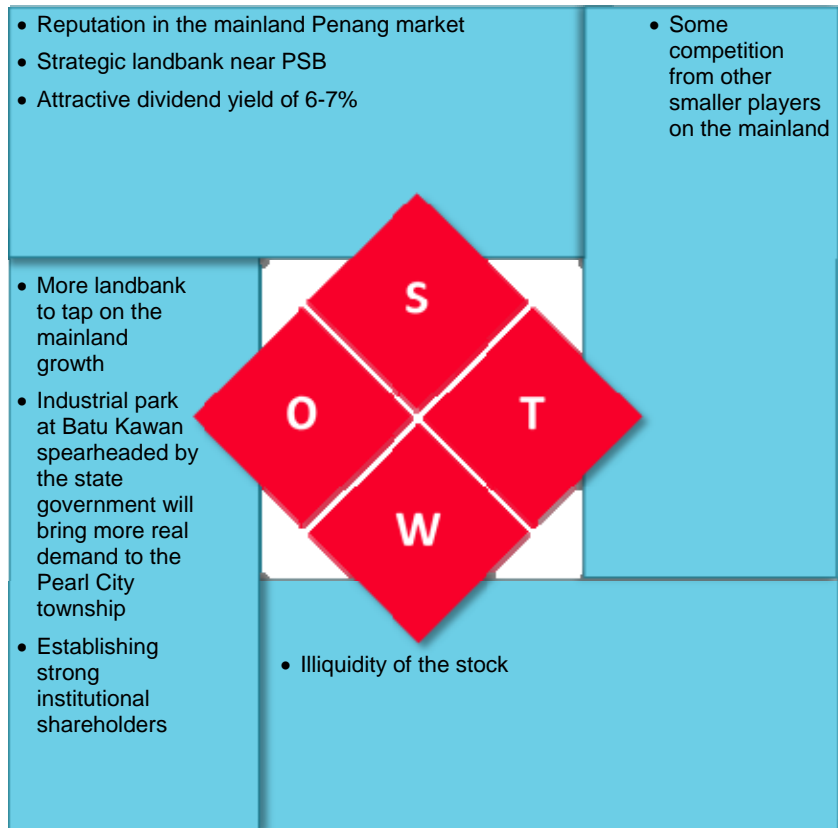 • Reputation in the mainland Penang market
• Strategic landbank near PSB
• Attractive dividend yield of 6-7%
• Some
competition
from other
smaller players
on the mainland
S
• More landbank
to tap on the
mainland
growth
• Industrial park
at Batu Kawan
spearheaded by
the state
government will
bring more real
demand to the
Pearl City
township
• Establishing
strong
institutional
shareholders
O
T
W
• Illiquidity of the stock